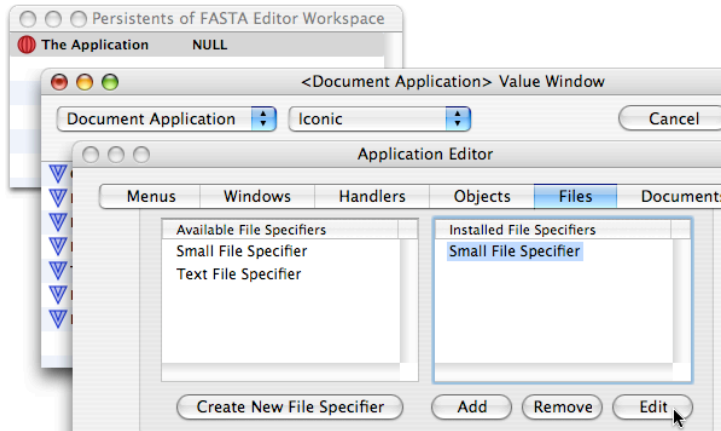 Persistents of FASTA Editor Workspace
The Application NULL
<Document Application> Value Window
Document Application Iconic Cancel
Application Editor
Menus Windows Handlers Objects Files Documents
Available File Specifiers Installed File Specifiers
Small File Specifier Small File Specifier
Text File Specifier
Create New File Specifier Add Remove Edit